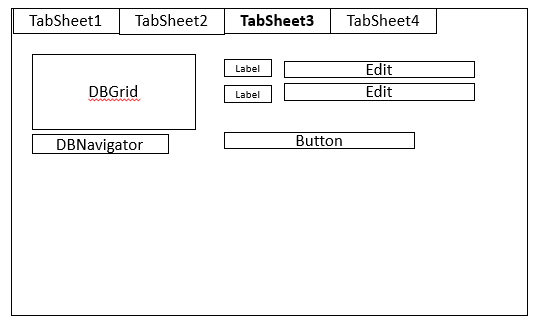 TabSheet1 TabSheet2 TabSheet3 TabSheet4
Label Edit
DBGrid
Label Edit
DBNavigator Button